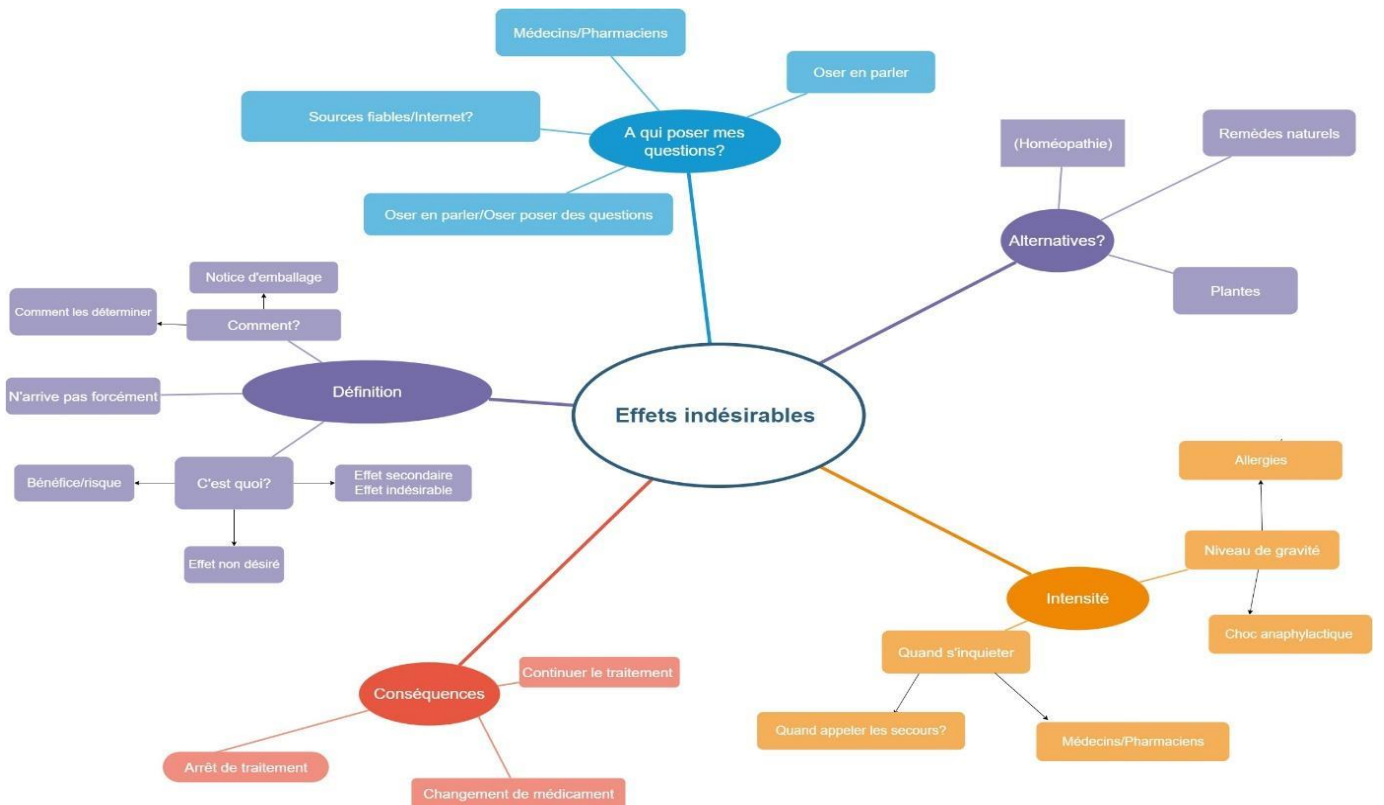 Médecins/Pharmaciens
Oser en parler
Sources fiables/Internet?
A qui poser mes
questions?
Oser en parler/Oser poser des questions
(Homéopathie)
Remèdes naturels
Alternatives?
Plantes
Notice d'emballage
Comment les déterminer
Comment?
N'arrive pas forcément
Définition
Bénéfice/risque
C'est quoi?
Effet secondaire
Effet indésirable
Effet non désiré
Effets indésirables
Allergies
Niveau de gravité
Intensité
Choc anaphylactique
Quand s'inquieter
Quand appeler les secours?
Médecins/Pharmaciens
Continuer le traitement
Conséquences
Arrêt de traitement
Changement de médicament